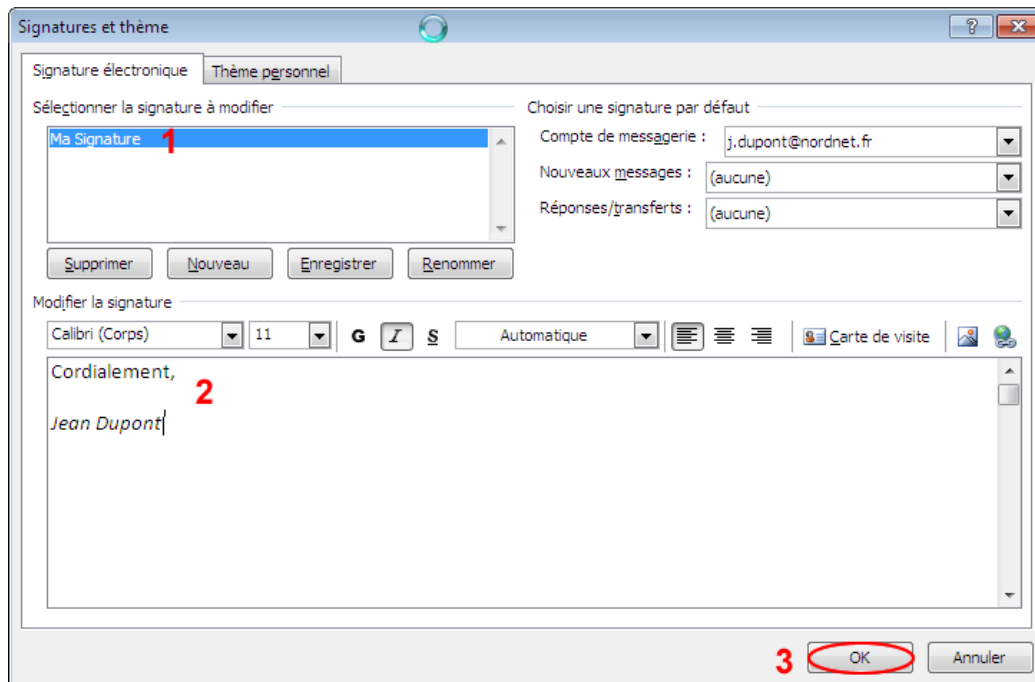 Signatures et thème
Signature électronique Thème personnel
Sélectionner la signature à modifier
Ma Signature 1
Supprimer Nouveau Enregistrer Renommer
Choisir une signature par défaut
Compte de messagerie : j.dupont@nordnet.fr
Nouveaux messages : (aucune)
Réponses/transferts : (aucune)
Modifier la signature
Calibri (Corps) 11 G I S Automatique Carte de visite
Cordialement,
2
Jean Dupont
3 OK Annuler